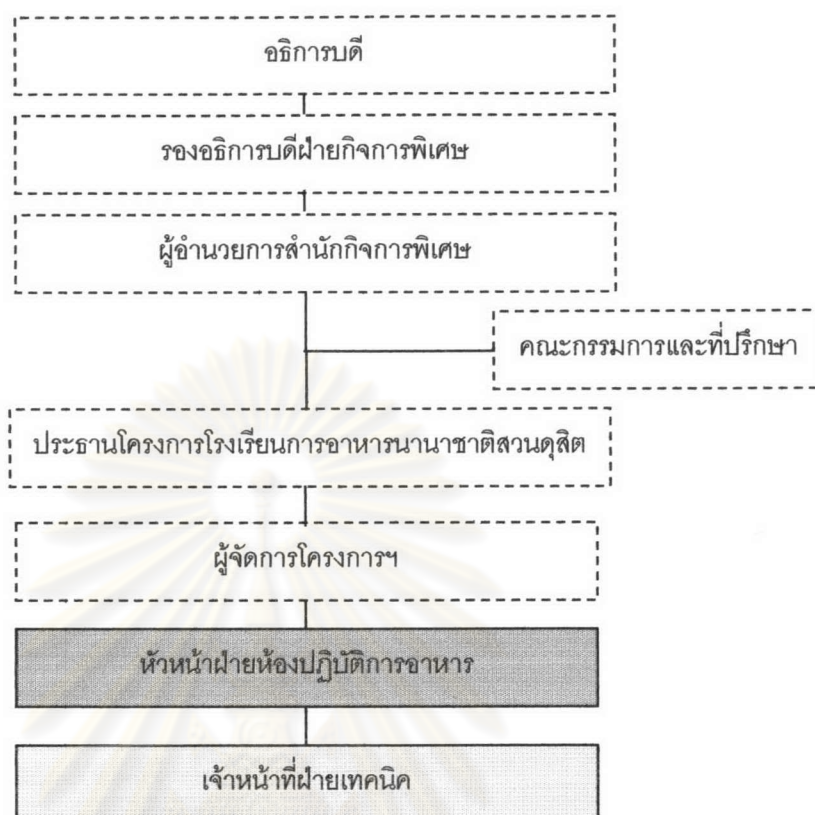 อธิการบดี
รองอธิการบดีฝ่ายกิจการพิเศษ
ผู้อำนวยการสำนักกิจการพิเศษ
คณะกรรมการและที่ปรึกษา
ประธานโครงการโรงเรียนการอาหารนานาชาติสวนดุสิต
ผู้จัดการโครงการฯ
หัวหน้าฝ่ายห้องปฏิบัติการอาหาร
เจ้าหน้าที่ฝ่ายเทคนิค